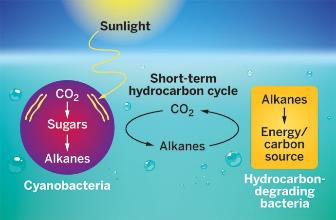 Sunlight
Short-term
hydrocarbon cycle
CO2
Sugars
Alkanes
Cyanobacteria
CO2
Alkanes
Alkanes
Energy/
carbon
source
Hydrocarbon-
degrading
bacteria